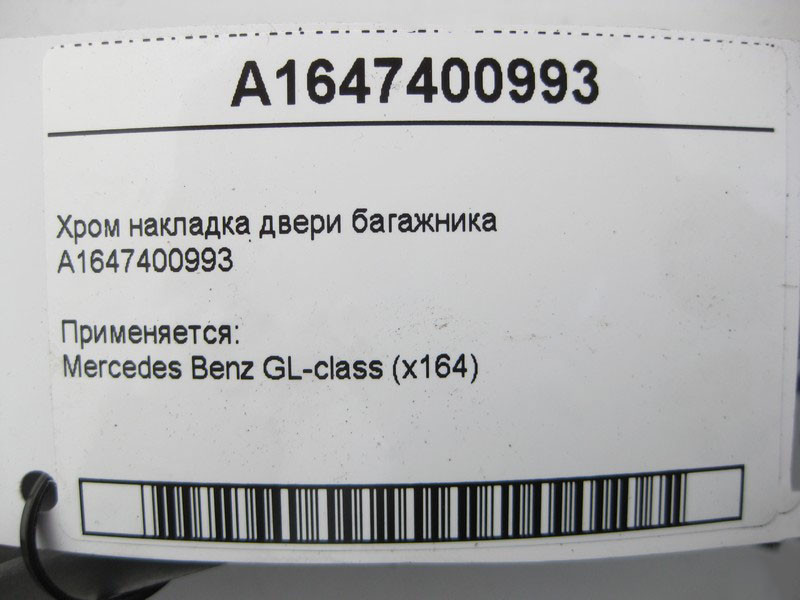 A1647400993
Хром накладка двери багажника
A1647400993
Применяется:
Mercedes Benz GL-class (x164)